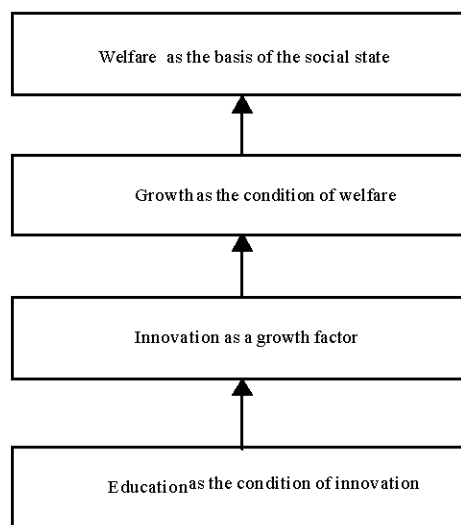 Welfare as the basis of the social state
Growth as the condition of welfare
Innovation as a growth factor
Education as the condition of innovation